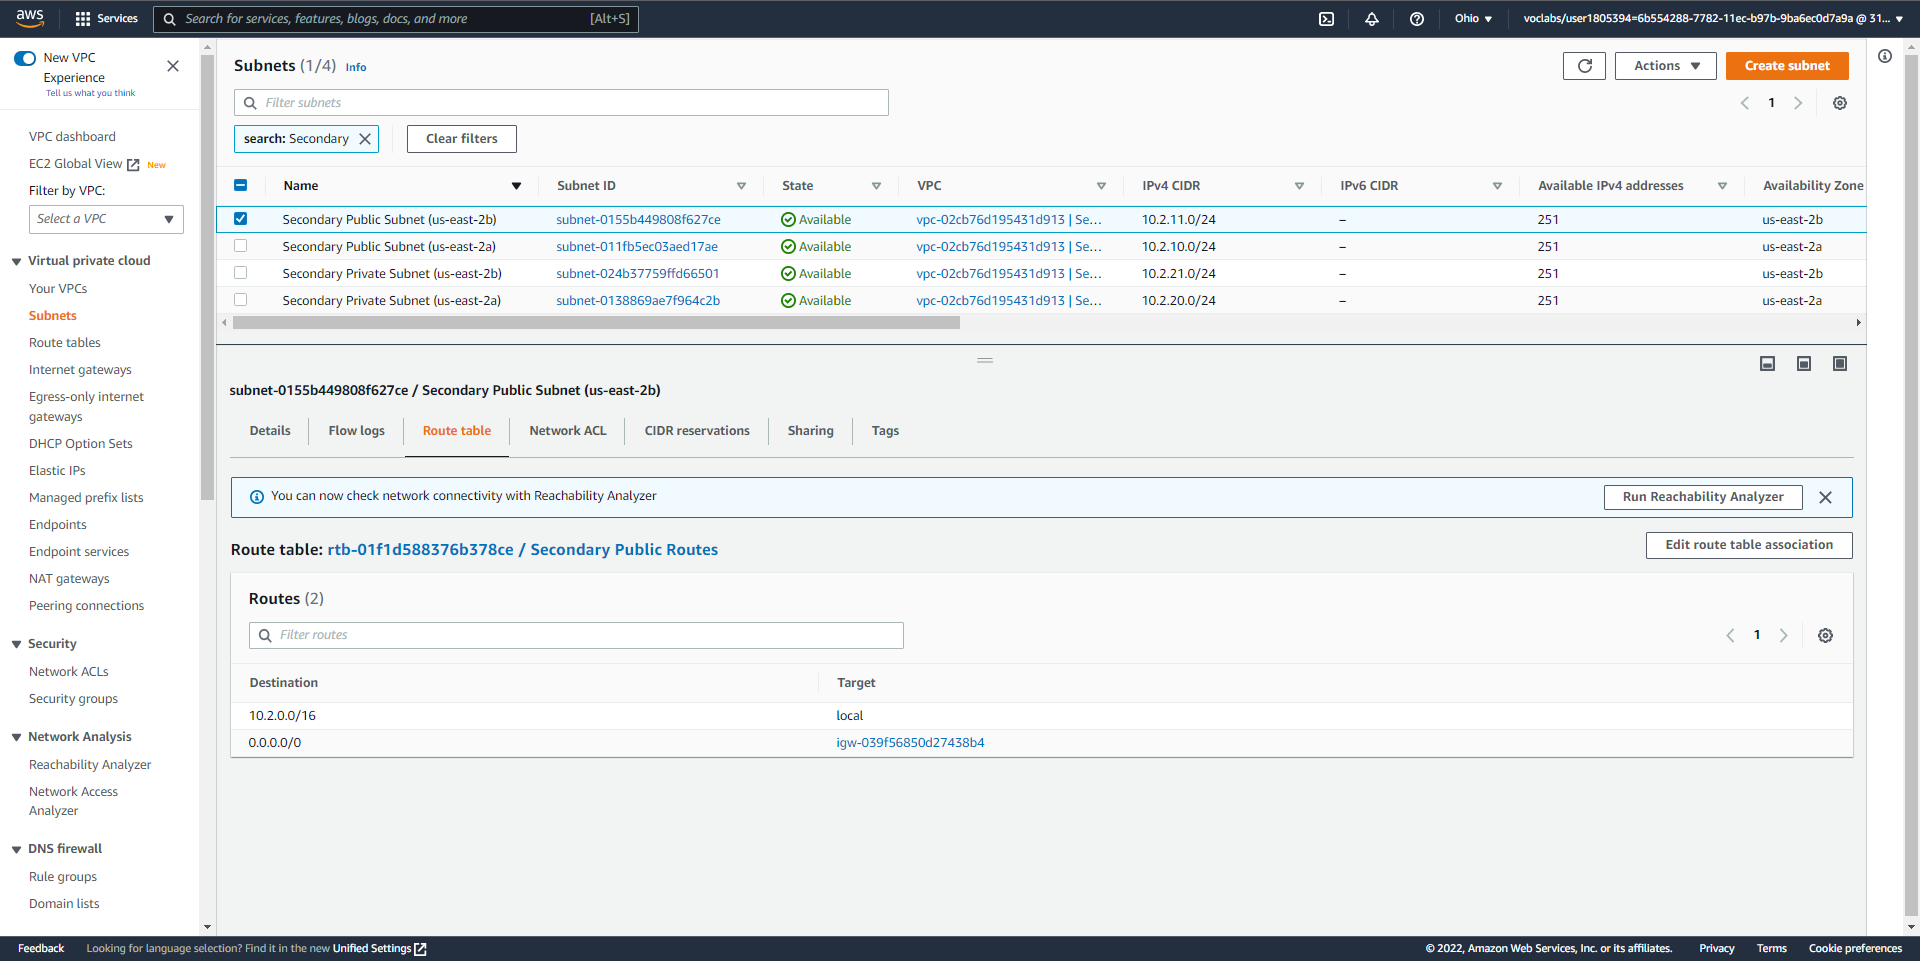 aws
Services
Search for services, features, blogs, docs, and more
[Alt+S]
Ohio
voclabs/user1805394=6b554288-7782-11ec-b97b-9ba6ec0d7a9a @ 31...
New VPC
Experience
Tell us what you think
VPC dashboard
EC2 Global View New
Filter by VPC:
Select a VPC
Virtual private cloud
Your VPCs
Subnets
Route tables
Internet gateways
Egress-only internet
gateways
DHCP Option Sets
Elastic IPs
Managed prefix lists
Endpoints
Endpoint services
NAT gateways
Peering connections
Security
Network ACLs
Security groups
Network Analysis
Reachability Analyzer
Network Access
Analyzer
DNS firewall
Rule groups
Domain lists
Subnets (1/4) Info
Actions
Create subnet
Filter subnets
1
search: Secondary
Clear filters
Name Subnet ID State VPC IPv4 CIDR IPv6 CIDR Available IPv4 addresses Availability Zone
Secondary Public Subnet (us-east-2b) subnet-0155b449808f627ce Available vpc-02cb76d195431d913 | Se... 10.2.11.0/24 – 251 us-east-2b
Secondary Public Subnet (us-east-2a) subnet-011fb5ec03aed17ae Available vpc-02cb76d195431d913 | Se... 10.2.10.0/24 – 251 us-east-2a
Secondary Private Subnet (us-east-2b) subnet-024b37759ffd66501 Available vpc-02cb76d195431d913 | Se... 10.2.21.0/24 – 251 us-east-2b
Secondary Private Subnet (us-east-2a) subnet-0138869ae7f964c2b Available vpc-02cb76d195431d913 | Se... 10.2.20.0/24 – 251 us-east-2a
subnet-0155b449808f627ce / Secondary Public Subnet (us-east-2b)
Details Flow logs Route table Network ACL CIDR reservations Sharing Tags
You can now check network connectivity with Reachability Analyzer
Run Reachability Analyzer
Route table: rtb-01f1d588376b378ce / Secondary Public Routes
Edit route table association
Routes (2)
Filter routes
1
Destination Target
10.2.0.0/16 local
0.0.0.0/0 igw-039f56850d27438b4
Feedback
Looking for language selection? Find it in the new Unified Settings
© 2022, Amazon Web Services, Inc. or its affiliates.
Privacy
Terms
Cookie preferences